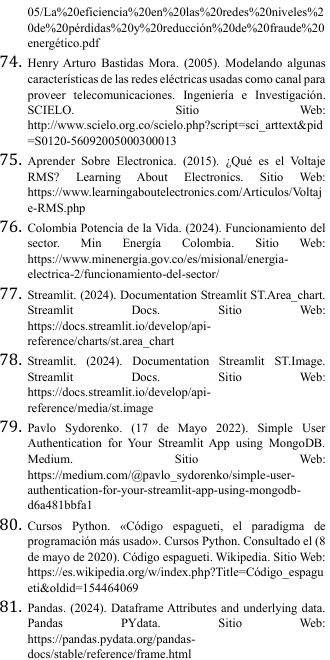 05/La%20eficiencia%20en%20las%20redes%20niveles%2
0de%20pérdidas%20y%20reducción%20de%20fraude%20
energético.pdf
74. Henry Arturo Bastidas Mora. (2005). Modelando algunas
características de las redes eléctricas usadas como canal para
proveer telecomunicaciones. Ingeniería e Investigación.
SCIELO. Sitio Web:
http://www.scielo.org.co/scielo.php?script=sci_arttext&pid
=S0120-56092005000300013
75. Aprender Sobre Electronica. (2015). ¿Qué es el Voltaje
RMS? Learning About Electronics. Sitio Web:
https://www.learningaboutelectronics.com/Articulos/Voltaj
e-RMS.php
76. Colombia Potencia de la Vida. (2024). Funcionamiento del
sector. Min Energía Colombia. Sitio Web:
https://www.minenergia.gov.co/es/misional/energia-
electrica-2/funcionamiento-del-sector/
77. Streamlit. (2024). Documentation Streamlit ST.Area_chart.
Streamlit Docs. Sitio Web:
https://docs.streamlit.io/develop/api-
reference/charts/st.area_chart
78. Streamlit. (2024). Documentation Streamlit ST.Image.
Streamlit Docs. Sitio Web:
https://docs.streamlit.io/develop/api-
reference/media/st.image
79. Pavlo Sydorenko. (17 de Mayo 2022). Simple User
Authentication for Your Streamlit App using MongoDB.
Medium. Sitio Web:
https://medium.com/@pavlo_sydorenko/simple-user-
authentication-for-your-streamlit-app-using-mongodb-
d6a481bbfa1
80. Cursos Python. «Código espagueti, el paradigma de
programación más usado». Cursos Python. Consultado el (8
de mayo de 2020). Código espagueti. Wikipedia. Sitio Web:
https://es.wikipedia.org/w/index.php?Title=Código_espagu
eti&oldid=154464069
81. Pandas. (2024). Dataframe Attributes and underlying data.
Pandas PYdata. Sitio Web:
https://pandas.pydata.org/pandas-
docs/stable/reference/frame.html